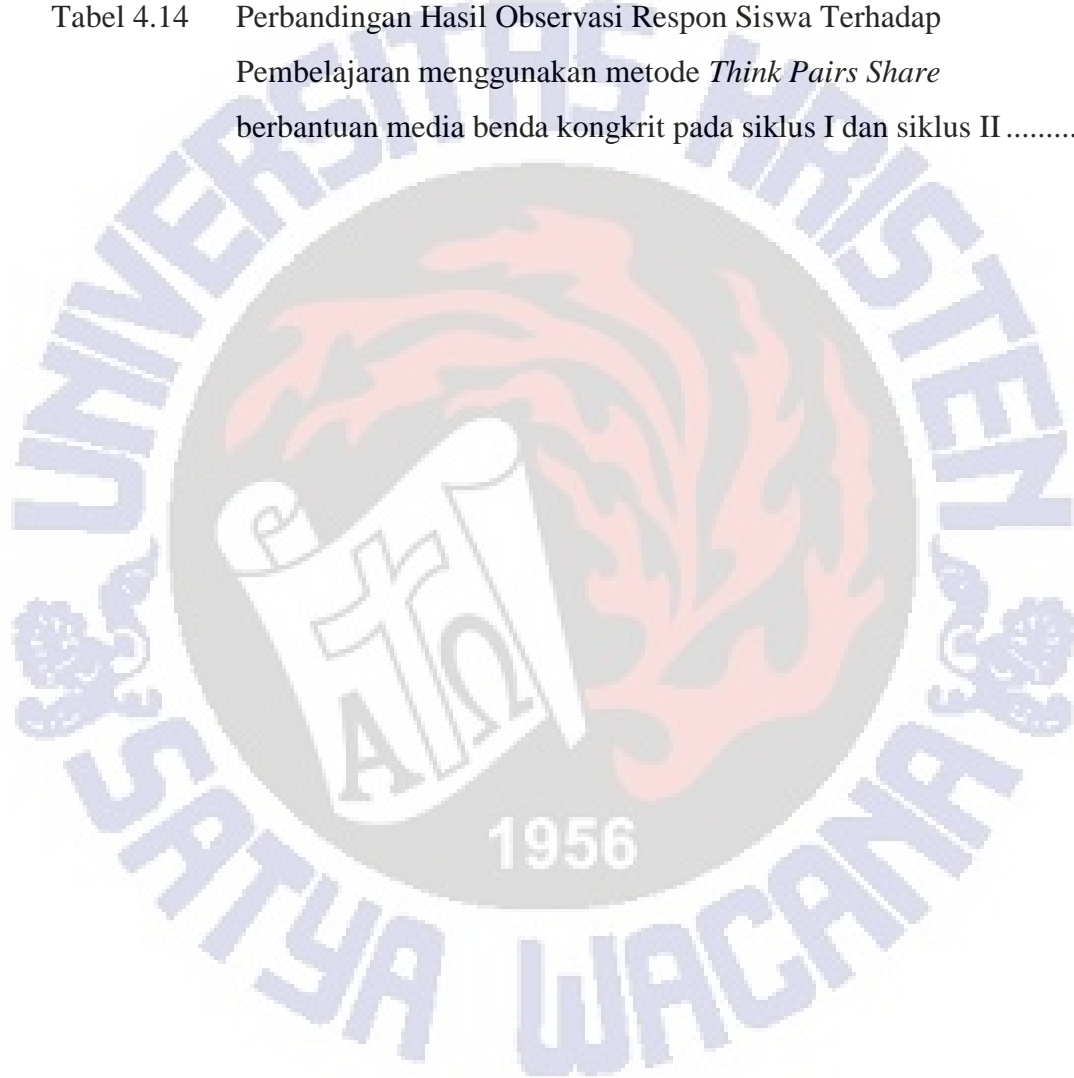 Tabel 4.14 Perbandingan Hasil Observasi Respon Siswa Terhadap
Pembelajaran menggunakan metode Think Pairs Share
berbantuan media benda kongkrit pada siklus I dan siklus II .........
UNIVERSITAS KRISTEN
SATYA WACANA
Α Ω
1956